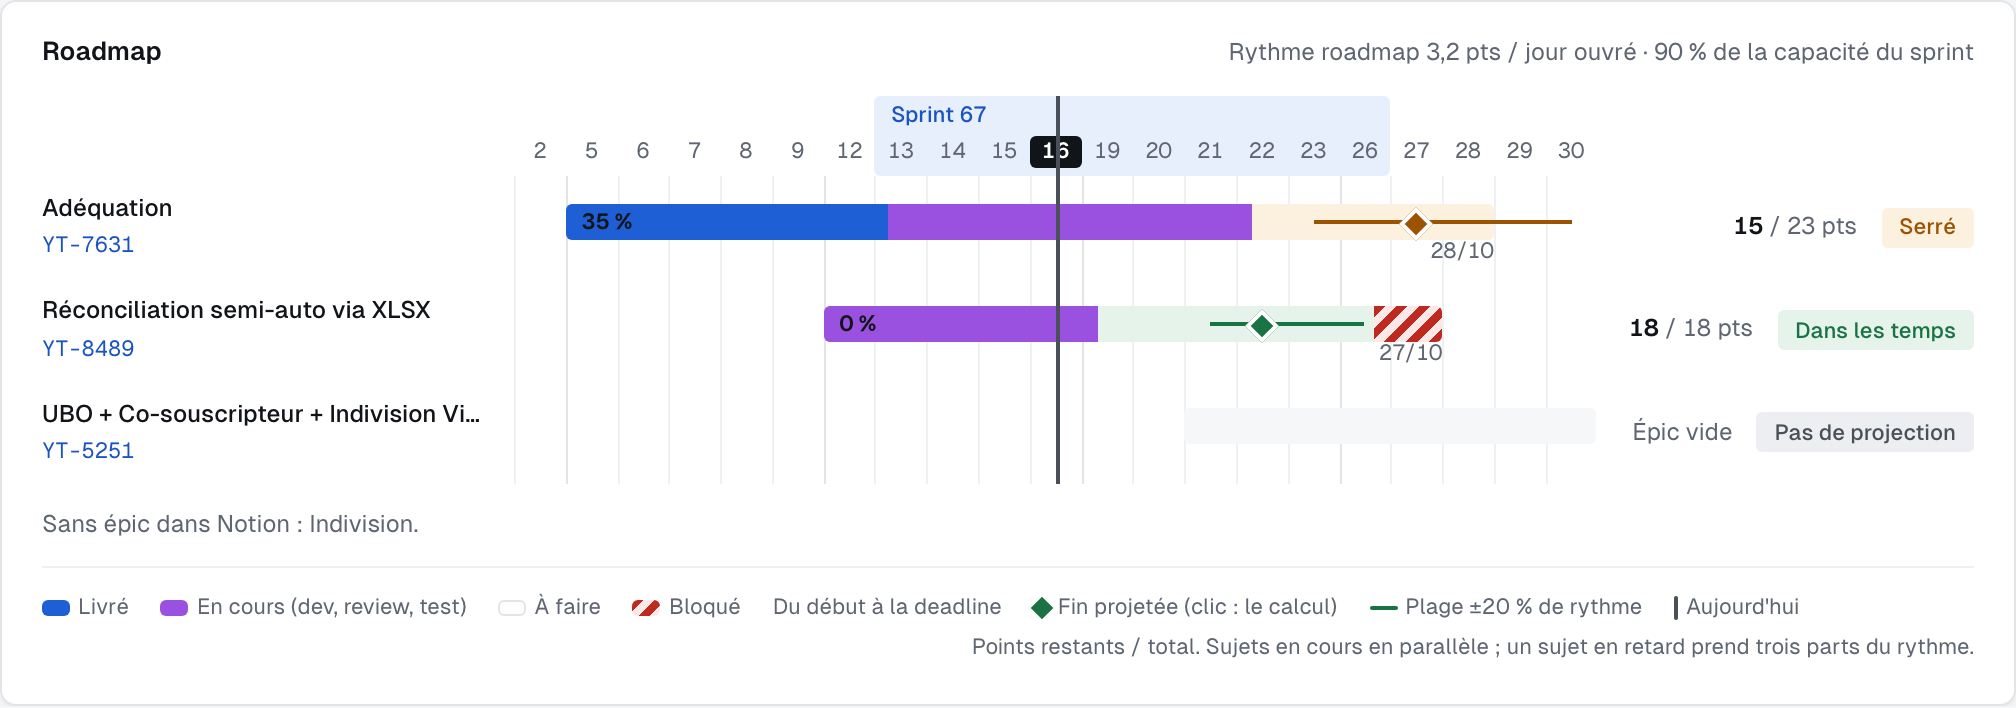 Roadmap
Rythme roadmap 3,2 pts / jour ouvré · 90 % de la capacité du sprint
Sprint 67
2 5 6 7 8 9 12 13 14 15 16 19 20 21 22 23 26 27 28 29 30
Adéquation
YT-7631
35 %
28/10
15 / 23 pts
Serré
Réconciliation semi-auto via XLSX
YT-8489
0 %
27/10
18 / 18 pts
Dans les temps
UBO + Co-souscripteur + Indivision Vi…
YT-5251
Épic vide
Pas de projection
Sans épic dans Notion : Indivision.
Livré En cours (dev, review, test) À faire Bloqué Du début à la deadline Fin projetée (clic : le calcul) Plage ±20 % de rythme Aujourd'hui
Points restants / total. Sujets en cours en parallèle ; un sujet en retard prend trois parts du rythme.